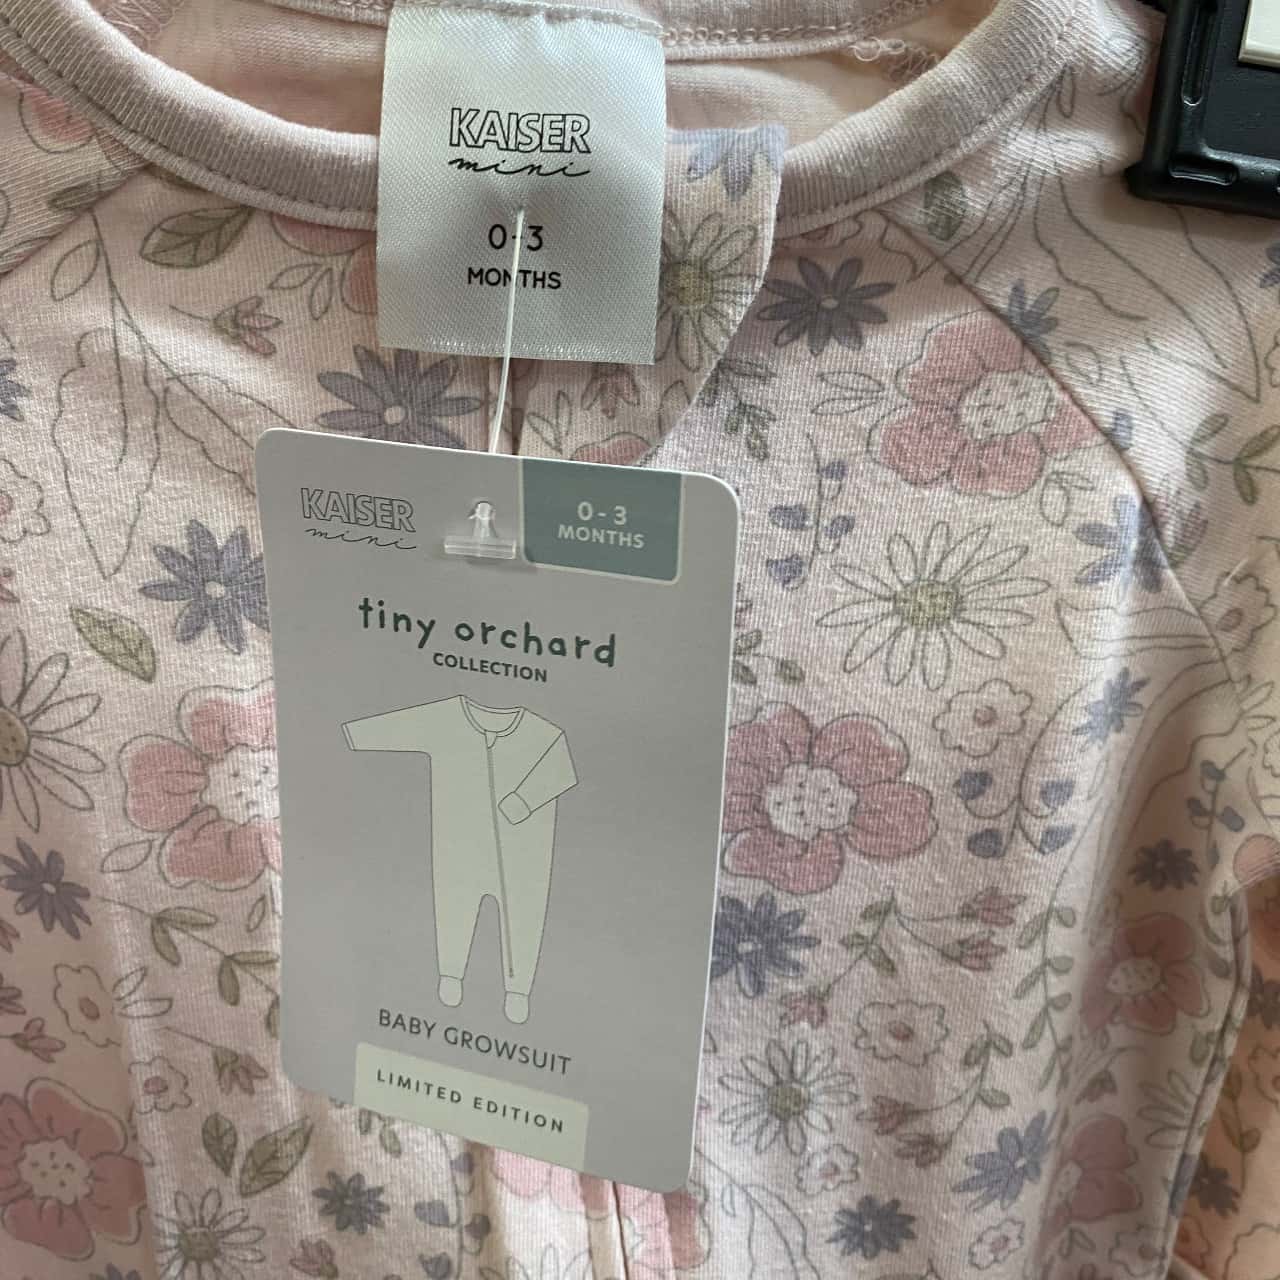 KAISER
mini
0-3
MONTHS
KAISER
mini
0 - 3
MONTHS
tiny orchard
COLLECTION
BABY GROWSUIT
LIMITED EDITION